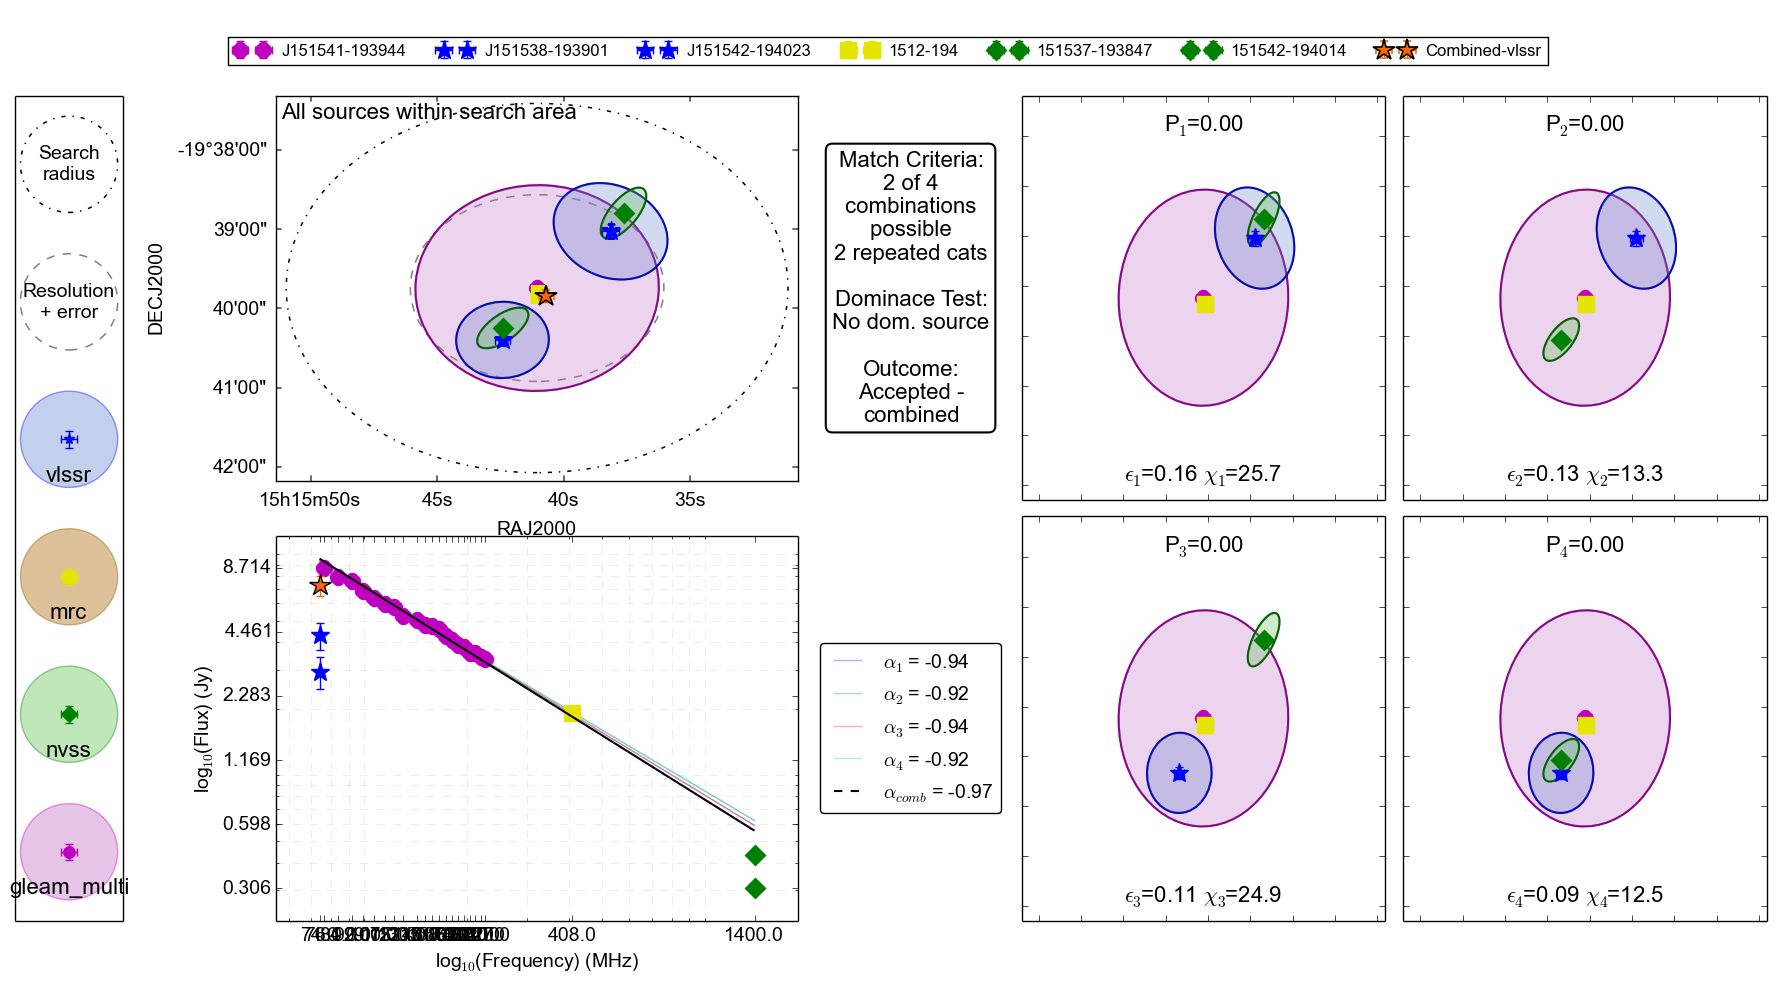 J151541-193944 J151538-193901 J151542-194023 1512-194 151537-193847 151542-194014 Combined-vlssr
Search
radius
Resolution
+ error
vlssr
mrc
nvss
gleam_multi
All sources within search area
-19°38'00"
39'00"
40'00"
41'00"
42'00"
DECJ2000
15h15m50s 45s 40s 35s
RAJ2000
Match Criteria:
2 of 4
combinations
possible
2 repeated cats
Dominace Test:
No dom. source
Outcome:
Accepted -
combined
P1=0.00
ϵ1=0.16 χ1=25.7
P2=0.00
ϵ2=0.13 χ2=13.3
8.714
4.461
2.283
1.169
0.598
0.306
log10(Flux) (Jy)
408.0 1400.0
log10(Frequency) (MHz)
α1 = -0.94
α2 = -0.92
α3 = -0.94
α4 = -0.92
αcomb = -0.97
P3=0.00
ϵ3=0.11 χ3=24.9
P4=0.00
ϵ4=0.09 χ4=12.5